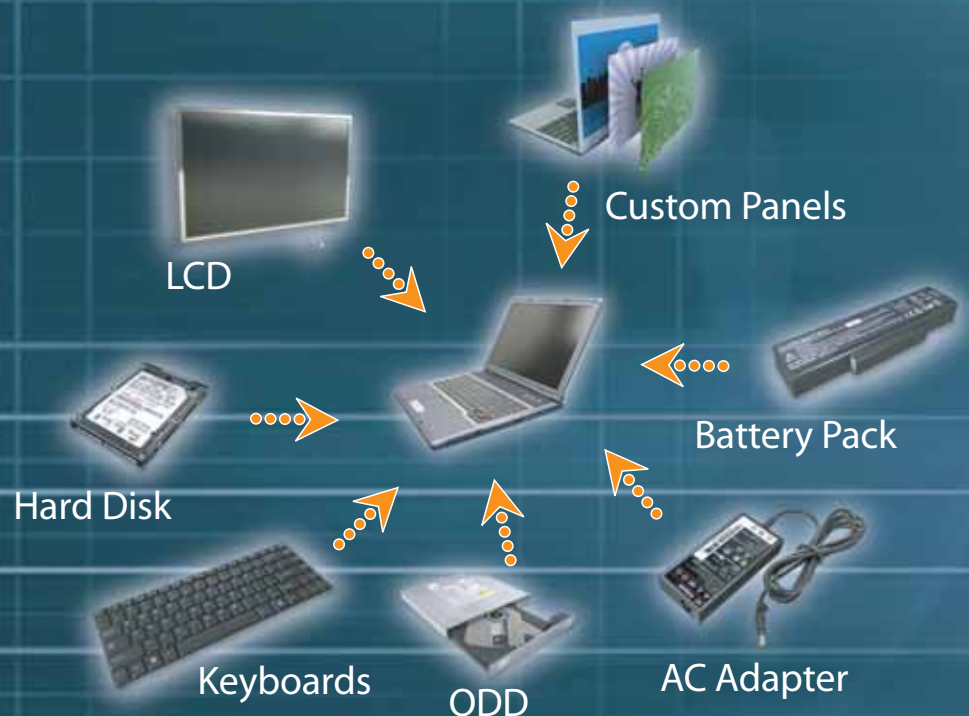 Custom Panels
LCD
Battery Pack
Hard Disk
Keyboards
ODD
AC Adapter